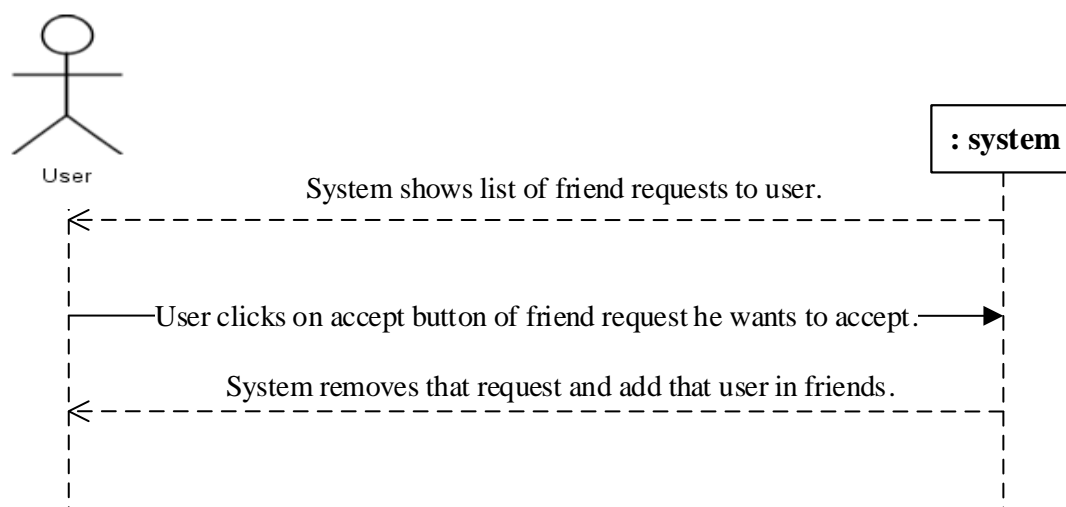 User
: system
System shows list of friend requests to user.
User clicks on accept button of friend request he wants to accept.
System removes that request and add that user in friends.